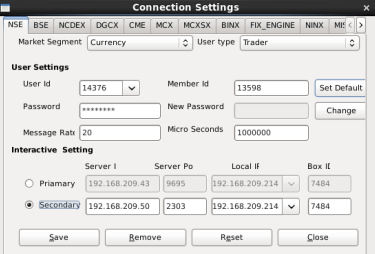 Connection Settings
NSE BSE NCDEX DGCX CME MCX MCXSX BINX FIX_ENGINE NINX MIS
Market Segment Currency User type Trader
User Settings
User Id 14376 Member Id 13598 Set Default
Password ******** New Password Change
Message Rate 20 Micro Seconds 1000000
Interactive Setting
Server I Server Po Local IF Box ID
Priamary 192.168.209.43 9695 192.168.209.214 7484
Secondary 192.168.209.50 2303 192.168.209.214 7484
Save Remove Reset Close